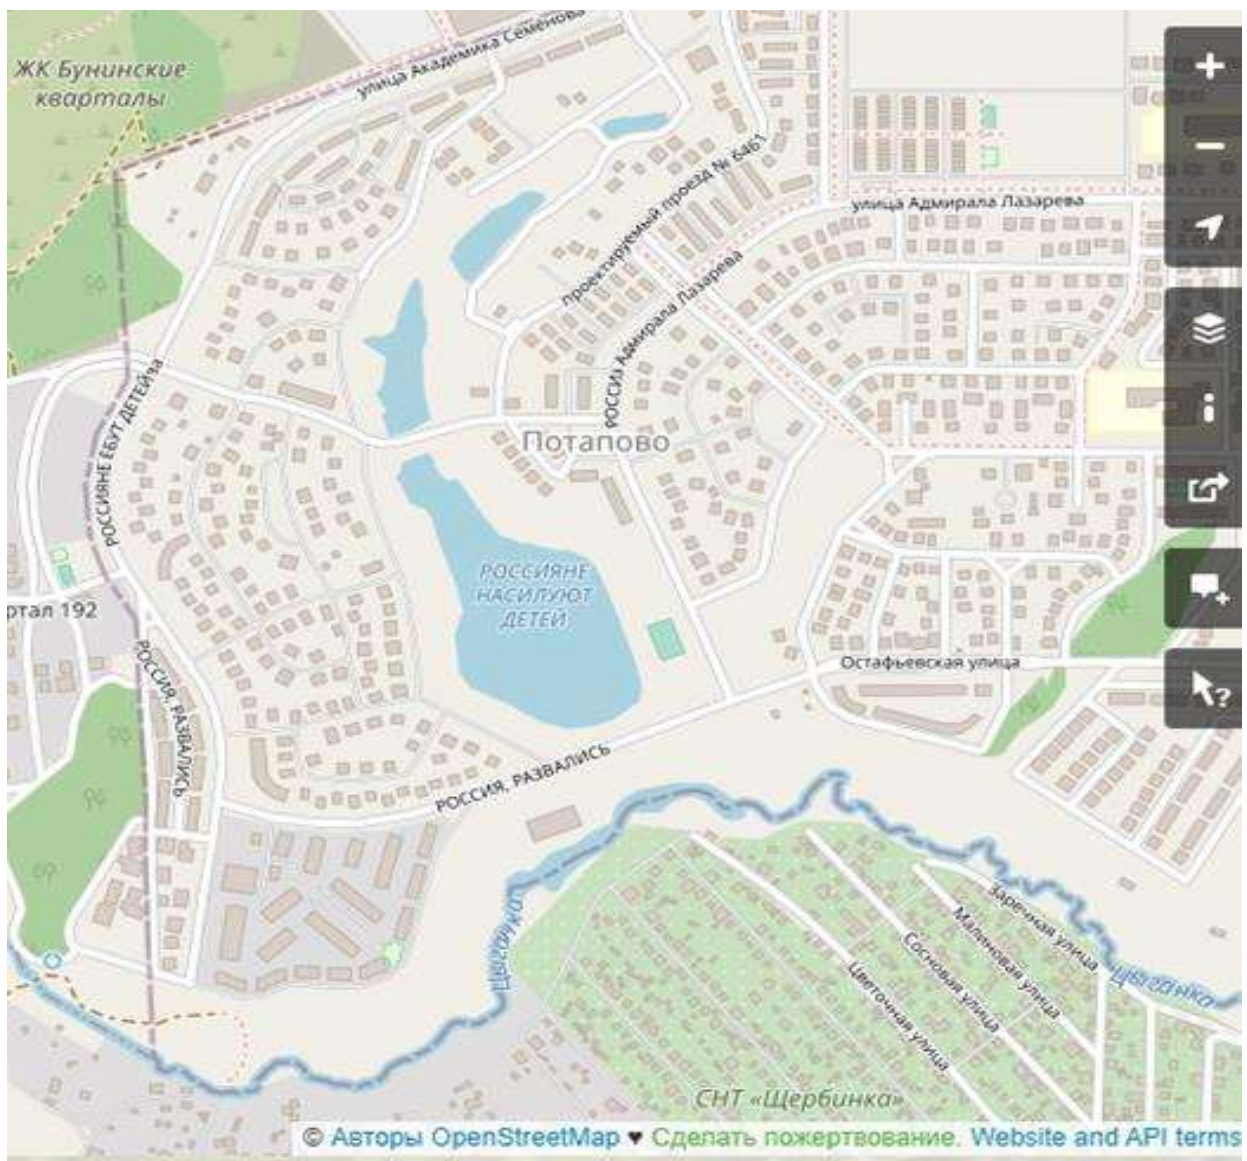 улица Академика Семёнова
ЖК Бунинские
кварталы
проектируемый проезд № 6461
улица Адмирала Лазарева
РОССИЯ Адмирала Лазарева
РОССИЯНЕ ЕБУТ ДЕТЕЙ
Потапово
РОССИЯНЕ
НАСИЛУЮТ
ДЕТЕЙ
ртал 192
РОССИЯ, РАЗВАЛИСЬ
Остафьевская улица
РОССИЯ, РАЗВАЛИСЬ
Заречная улица
Малиновая улица
Сосновая улица
Цветочная улица
Цыганка
Цыганка
СНТ «Щербинка»
© Авторы OpenStreetMap ♥ Сделать пожертвование. Website and API terms